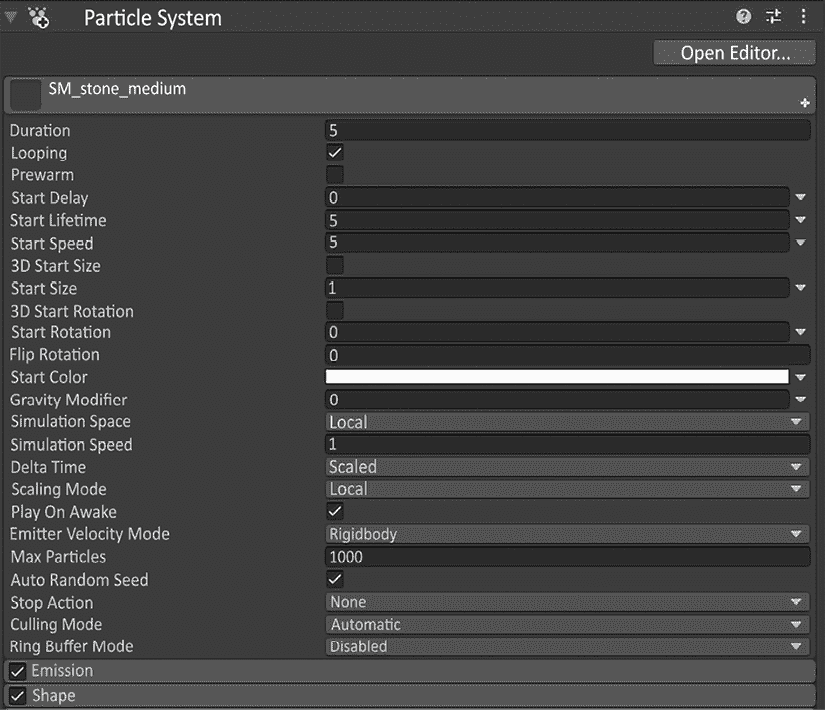 Particle System
Open Editor...
SM_stone_medium
Duration 5
Looping
Prewarm
Start Delay 0
Start Lifetime 5
Start Speed 5
3D Start Size
Start Size 1
3D Start Rotation
Start Rotation 0
Flip Rotation 0
Start Color
Gravity Modifier 0
Simulation Space Local
Simulation Speed 1
Delta Time Scaled
Scaling Mode Local
Play On Awake
Emitter Velocity Mode Rigidbody
Max Particles 1000
Auto Random Seed
Stop Action None
Culling Mode Automatic
Ring Buffer Mode Disabled
Emission
Shape